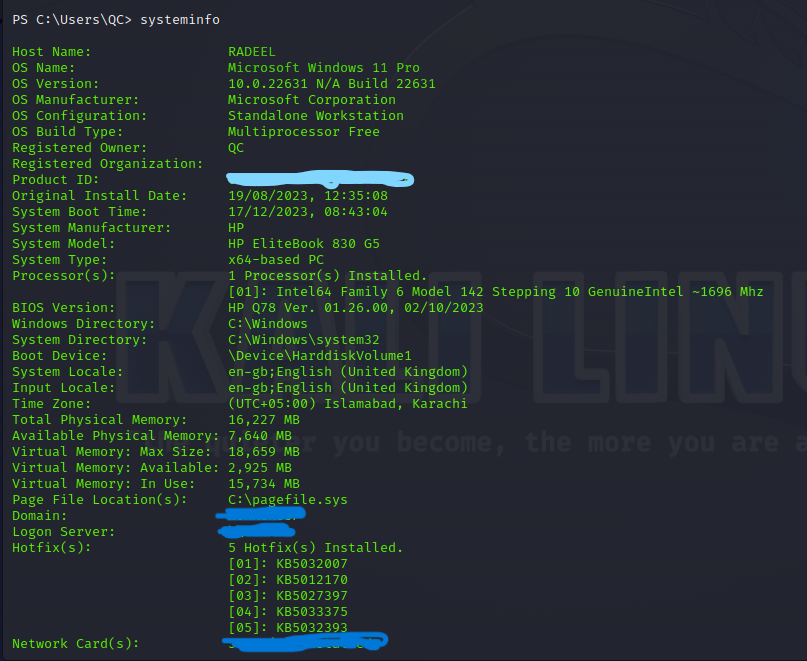 PS C:\Users\QC> systeminfo
Host Name: RADEEL
OS Name: Microsoft Windows 11 Pro
OS Version: 10.0.22631 N/A Build 22631
OS Manufacturer: Microsoft Corporation
OS Configuration: Standalone Workstation
OS Build Type: Multiprocessor Free
Registered Owner: QC
Registered Organization:
Product ID:
Original Install Date: 19/08/2023, 12:35:08
System Boot Time: 17/12/2023, 08:43:04
System Manufacturer: HP
System Model: HP EliteBook 830 G5
System Type: x64-based PC
Processor(s): 1 Processor(s) Installed.
[01]: Intel64 Family 6 Model 142 Stepping 10 GenuineIntel ~1696 Mhz
BIOS Version: HP Q78 Ver. 01.26.00, 02/10/2023
Windows Directory: C:\Windows
System Directory: C:\Windows\system32
Boot Device: \Device\HarddiskVolume1
System Locale: en-gb;English (United Kingdom)
Input Locale: en-gb;English (United Kingdom)
Time Zone: (UTC+05:00) Islamabad, Karachi
Total Physical Memory: 16,227 MB
Available Physical Memory: 7,640 MB
Virtual Memory: Max Size: 18,659 MB
Virtual Memory: Available: 2,925 MB
Virtual Memory: In Use: 15,734 MB
Page File Location(s): C:\pagefile.sys
Domain:
Logon Server:
Hotfix(s): 5 Hotfix(s) Installed.
[01]: KB5032007
[02]: KB5012170
[03]: KB5027397
[04]: KB5033375
[05]: KB5032393
Network Card(s):
KALI LINU
you become, the more you are a